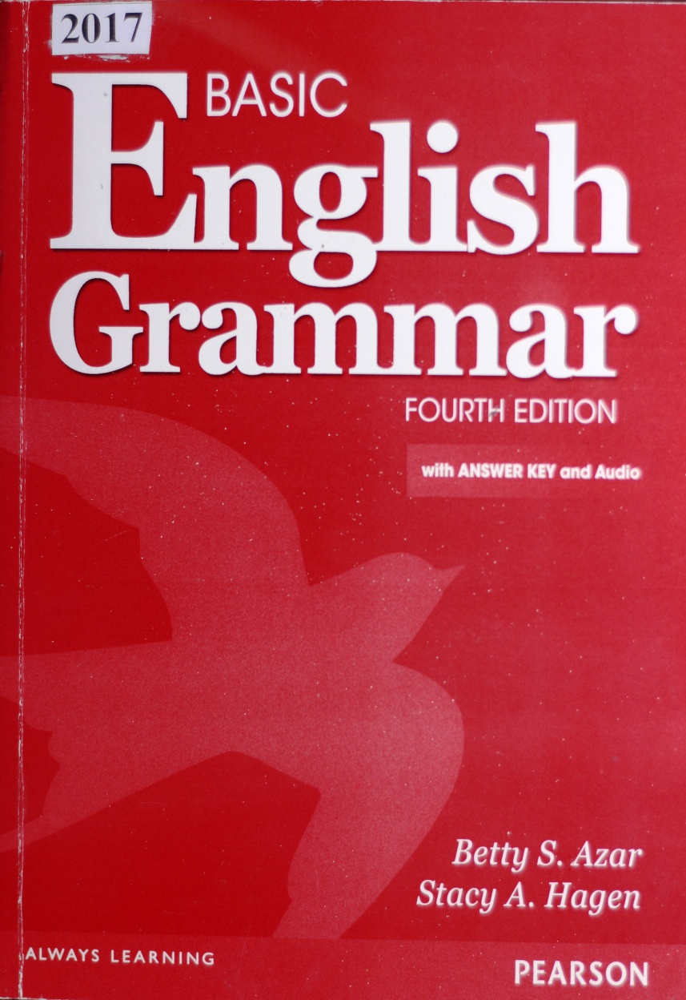 2017
BASIC
English
Grammar
FOURTH EDITION
with ANSWER KEY and Audio
Betty S. Azar
Stacy A. Hagen
ALWAYS LEARNING
PEARSON